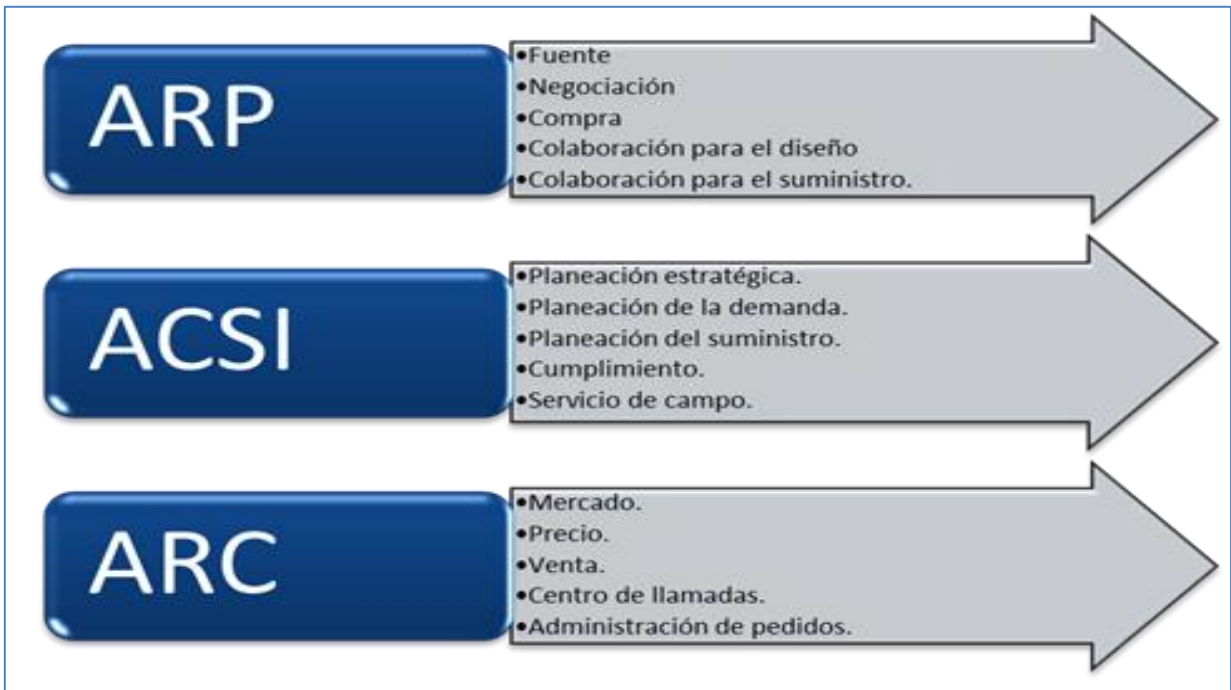 ARP
•Fuente
•Negociación
•Compra
•Colaboración para el diseño
•Colaboración para el suministro.
ACSI
•Planeación estratégica.
•Planeación de la demanda.
•Planeación del suministro.
•Cumplimiento.
•Servicio de campo.
ARC
•Mercado.
•Precio.
•Venta.
•Centro de llamadas.
•Administración de pedidos.